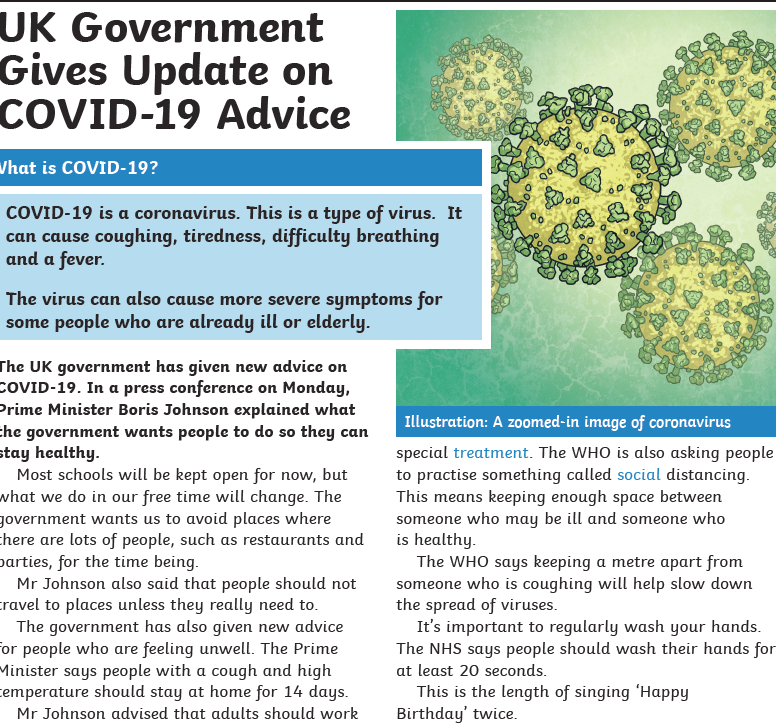 UK Government
Gives Update on
COVID-19 Advice
What is COVID-19?
COVID-19 is a coronavirus. This is a type of virus. It
can cause coughing, tiredness, difficulty breathing
and a fever.
The virus can also cause more severe symptoms for
some people who are already ill or elderly.
The UK government has given new advice on
COVID-19. In a press conference on Monday,
Prime Minister Boris Johnson explained what
the government wants people to do so they can
stay healthy.
Most schools will be kept open for now, but
what we do in our free time will change. The
government wants us to avoid places where
there are lots of people, such as restaurants and
parties, for the time being.
Mr Johnson also said that people should not
travel to places unless they really need to.
The government has also given new advice
for people who are feeling unwell. The Prime
Minister says people with a cough and high
temperature should stay at home for 14 days.
Mr Johnson advised that adults should work
Illustration: A zoomed-in image of coronavirus
special treatment. The WHO is also asking people
to practise something called social distancing.
This means keeping enough space between
someone who may be ill and someone who
is healthy.
The WHO says keeping a metre apart from
someone who is coughing will help slow down
the spread of viruses.
It's important to regularly wash your hands.
The NHS says people should wash their hands for
at least 20 seconds.
This is the length of singing 'Happy
Birthday' twice.